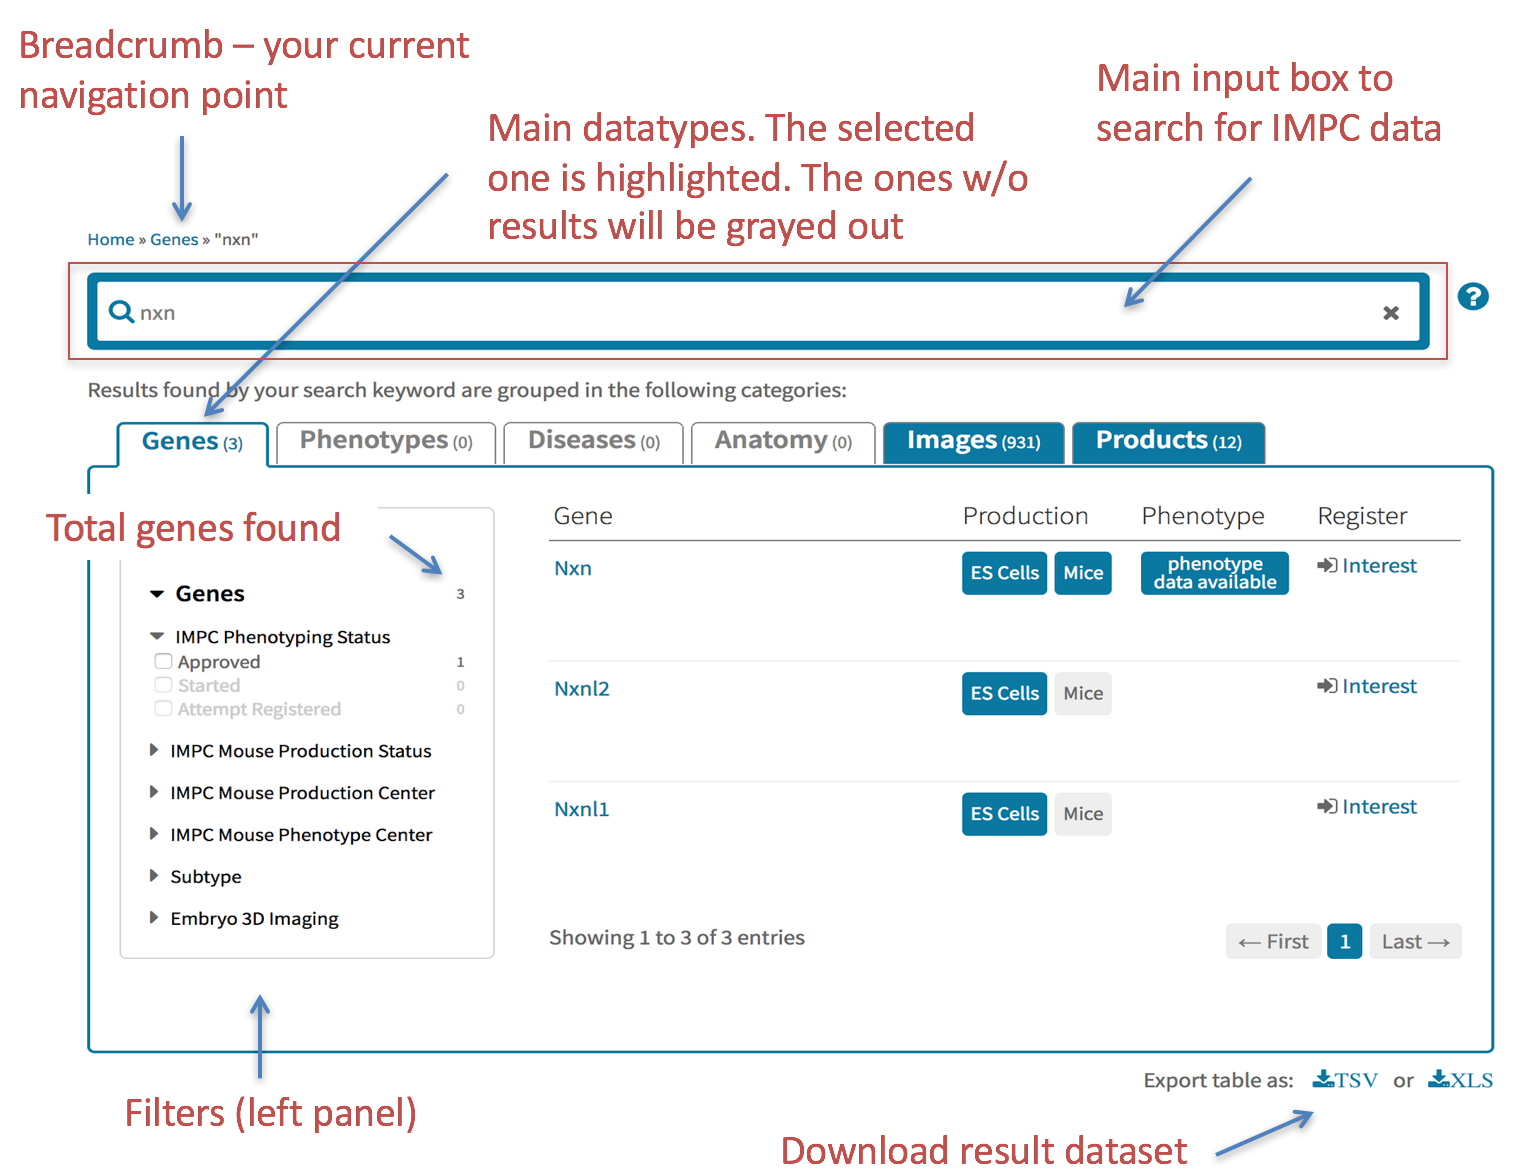 Breadcrumb – your current
navigation point
Main input box to
search for IMPC data
Main datatypes. The selected
one is highlighted. The ones w/o
results will be grayed out
Home » Genes » "nxn"
nxn
?
Results found by your search keyword are grouped in the following categories:
Genes (3) Phenotypes (0) Diseases (0) Anatomy (0) Images (931) Products (12)
Total genes found
Genes 3
IMPC Phenotyping Status
Approved 1
Started 0
Attempt Registered 0
IMPC Mouse Production Status
IMPC Mouse Production Center
IMPC Mouse Phenotype Center
Subtype
Embryo 3D Imaging
Gene Production Phenotype Register
Nxn ES Cells Mice phenotype data available Interest
Nxnl2 ES Cells Mice Interest
Nxnl1 ES Cells Mice Interest
Showing 1 to 3 of 3 entries
← First 1 Last →
Export table as: TSV or XLS
Filters (left panel)
Download result dataset